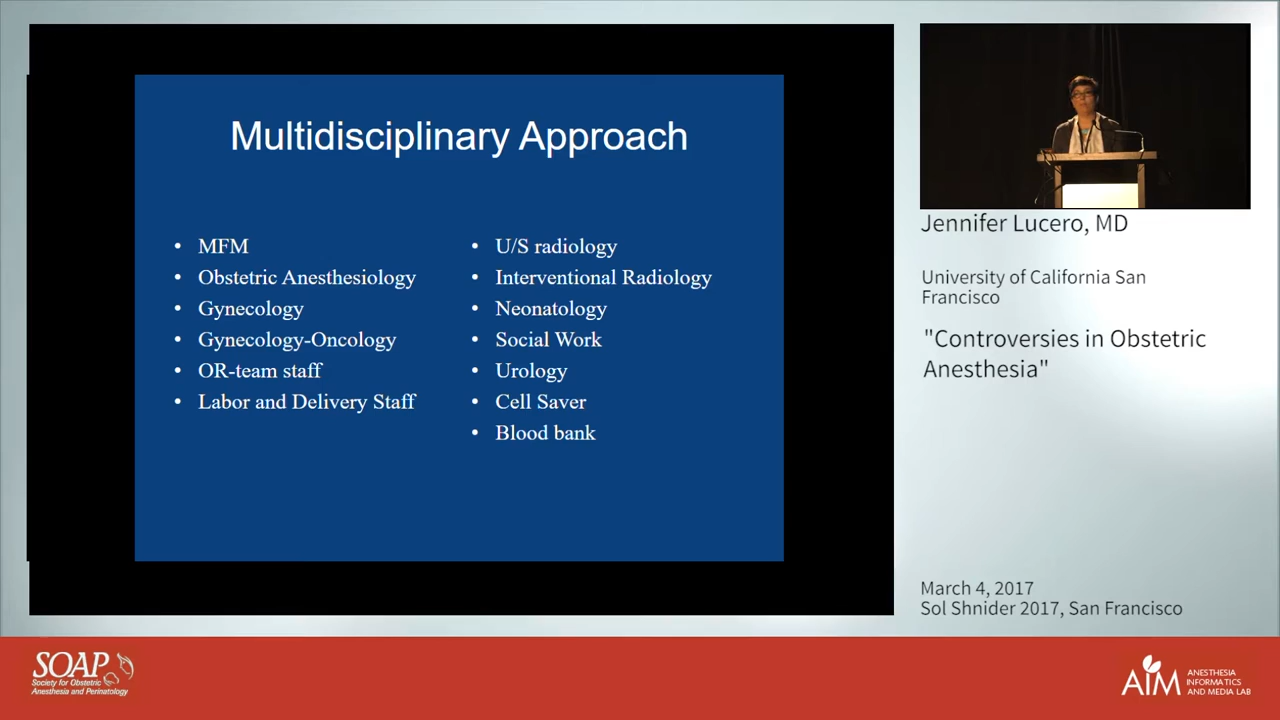 Multidisciplinary Approach
• MFM
• Obstetric Anesthesiology
• Gynecology
• Gynecology-Oncology
• OR-team staff
• Labor and Delivery Staff
• U/S radiology
• Interventional Radiology
• Neonatology
• Social Work
• Urology
• Cell Saver
• Blood bank
Jennifer Lucero, MD
University of California San
Francisco
"Controversies in Obstetric
Anesthesia"
March 4, 2017
Sol Shnider 2017, San Francisco
SOAP
Society for Obstetric
Anesthesia and Perinatology
AIM
ANESTHESIA
INFORMATICS
AND MEDIA LAB